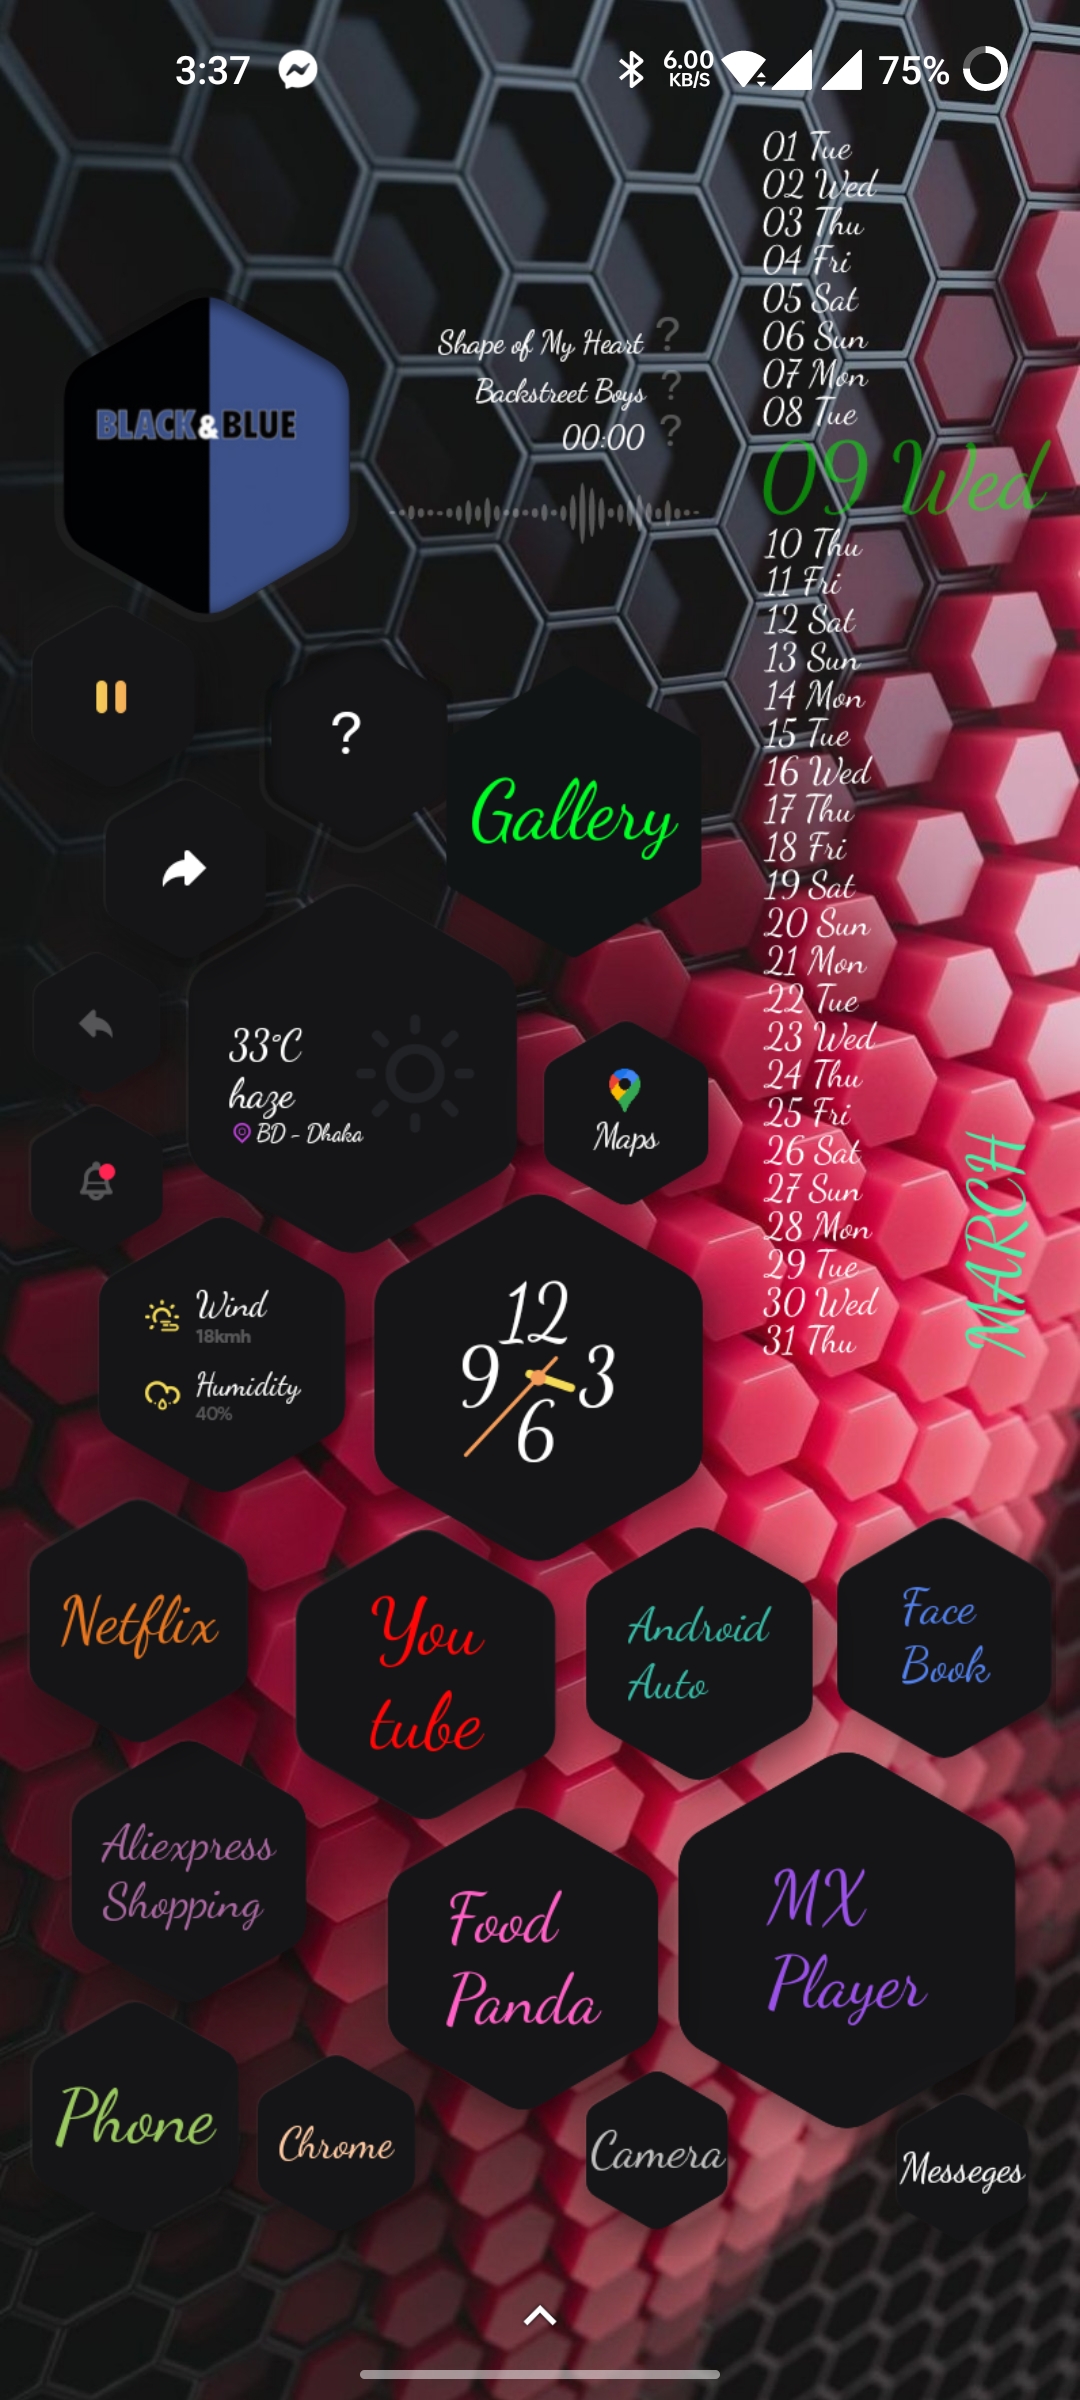 3:37
6.00
KB/S
75%
01 Tue
02 Wed
03 Thu
04 Fri
05 Sat
06 Sun
07 Mon
08 Tue
09 Wed
10 Thu
11 Fri
12 Sat
13 Sun
14 Mon
15 Tue
16 Wed
17 Thu
18 Fri
19 Sat
20 Sun
21 Mon
22 Tue
23 Wed
24 Thu
25 Fri
26 Sat
27 Sun
28 Mon
29 Tue
30 Wed
31 Thu
MARCH
Shape of My Heart ?
Backstreet Boys ?
00:00 ?
BLACK&BLUE
?
Gallery
33°C
haze
BD - Dhaka
Maps
Wind
18kmh
Humidity
40%
12
9 3
6
Netflix
You
tube
Android
Auto
Face
Book
Aliexpress
Shopping
Food
Panda
MX
Player
Phone
Chrome
Camera
Messeges